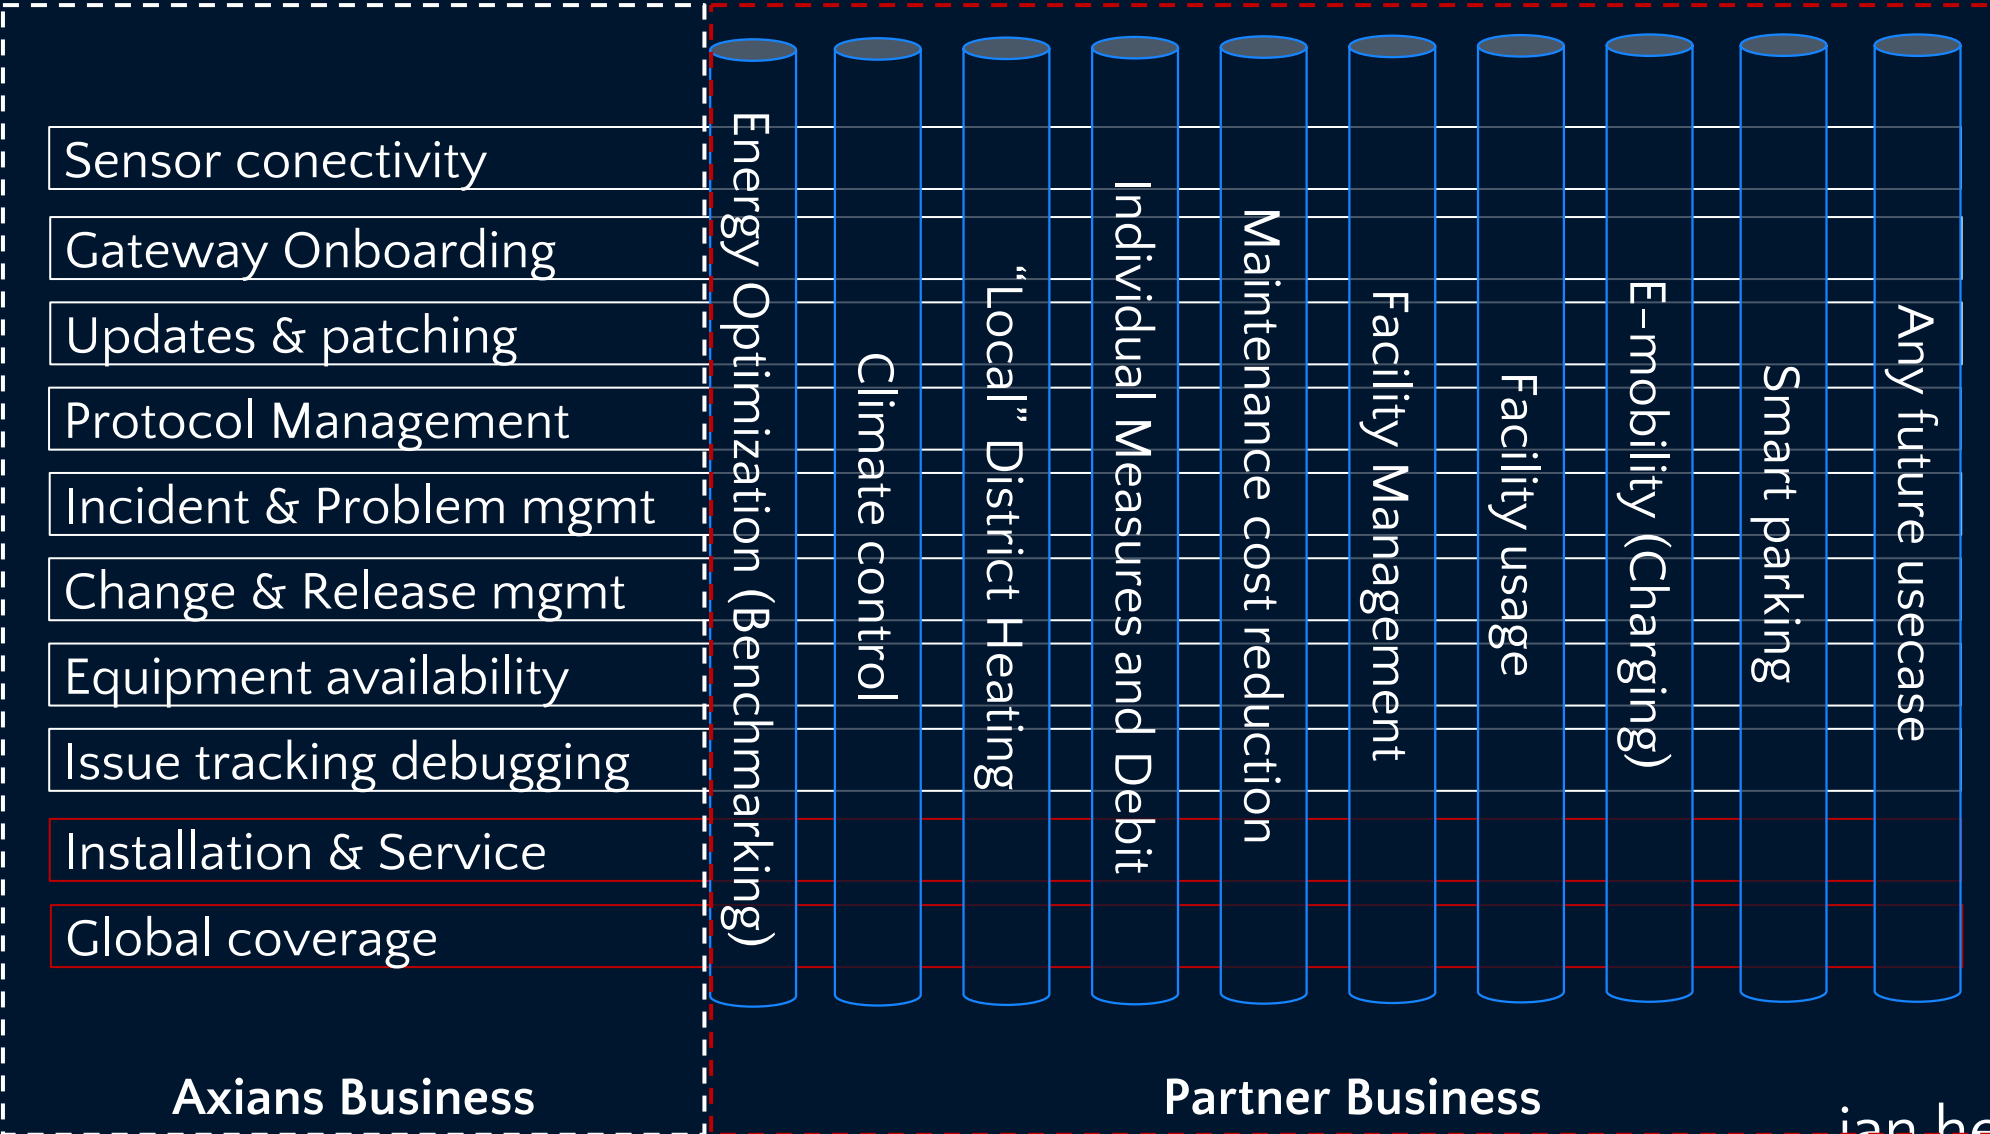 Sensor conectivity
Gateway Onboarding
Updates & patching
Protocol Management
Incident & Problem mgmt
Change & Release mgmt
Equipment availability
Issue tracking debugging
Installation & Service
Global coverage
Energy Optimization (Benchmarking)
Climate control
“Local” District Heating
Individual Measures and Debit
Maintenance cost reduction
Facility Management
Facility usage
E-mobility (Charging)
Smart parking
Any future usecase
Axians Business
Partner Business